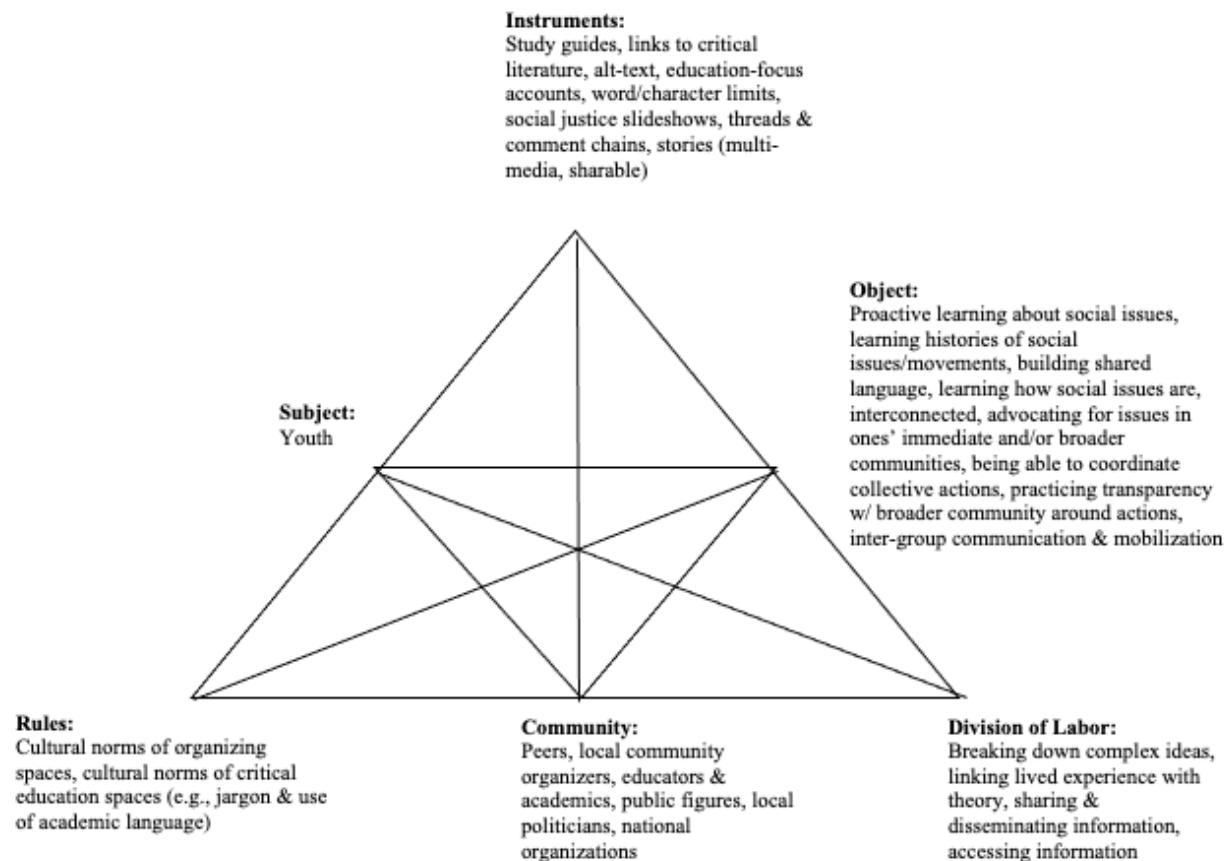 Instruments:
Study guides, links to critical
literature, alt-text, education-focus
accounts, word/character limits,
social justice slideshows, threads &
comment chains, stories (multi-
media, sharable)
Object:
Proactive learning about social issues,
learning histories of social
issues/movements, building shared
language, learning how social issues are,
interconnected, advocating for issues in
ones' immediate and/or broader
communities, being able to coordinate
collective actions, practicing transparency
w/ broader community around actions,
inter-group communication & mobilization
Subject:
Youth
Rules:
Cultural norms of organizing
spaces, cultural norms of critical
education spaces (e.g., jargon & use
of academic language)
Community:
Peers, local community
organizers, educators &
academics, public figures, local
politicians, national
organizations
Division of Labor:
Breaking down complex ideas,
linking lived experience with
theory, sharing &
disseminating information,
accessing information